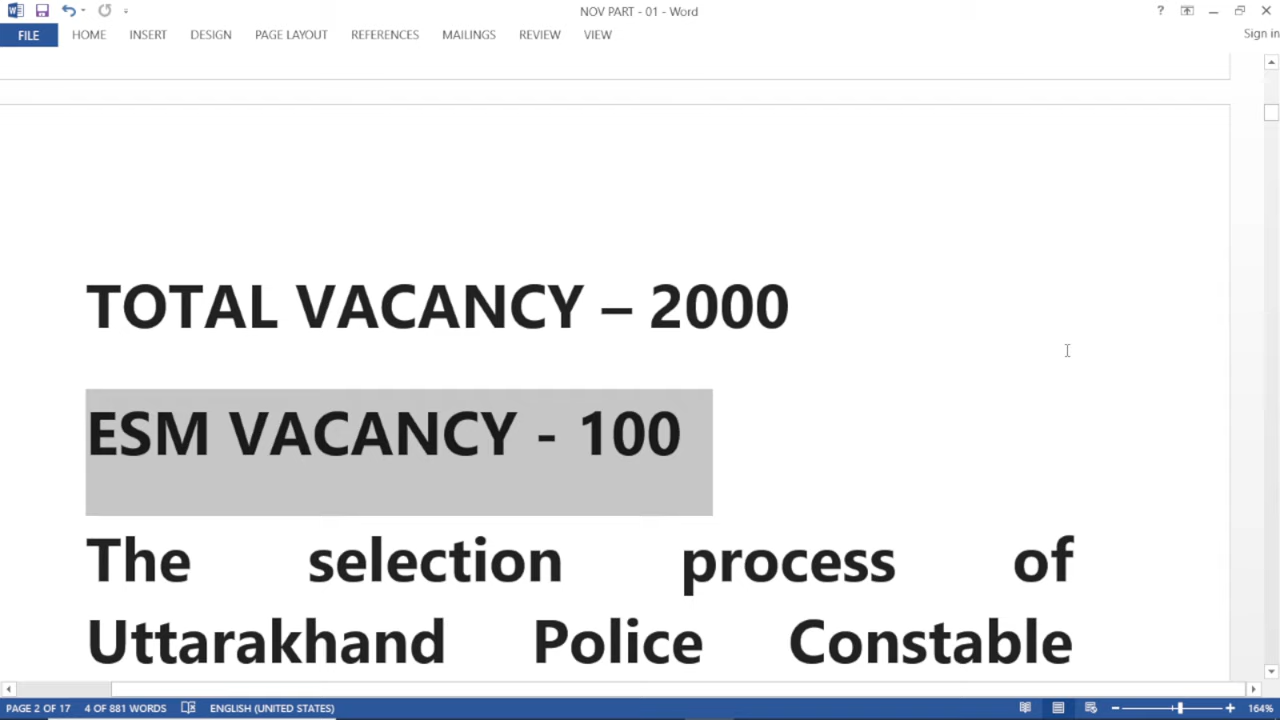 NOV PART - 01 - Word
?
FILE HOME INSERT DESIGN PAGE LAYOUT REFERENCES MAILINGS REVIEW VIEW
Sign in
TOTAL VACANCY – 2000
ESM VACANCY - 100
The selection process of
Uttarakhand Police Constable
PAGE 2 OF 17 4 OF 881 WORDS ENGLISH (UNITED STATES) 164%